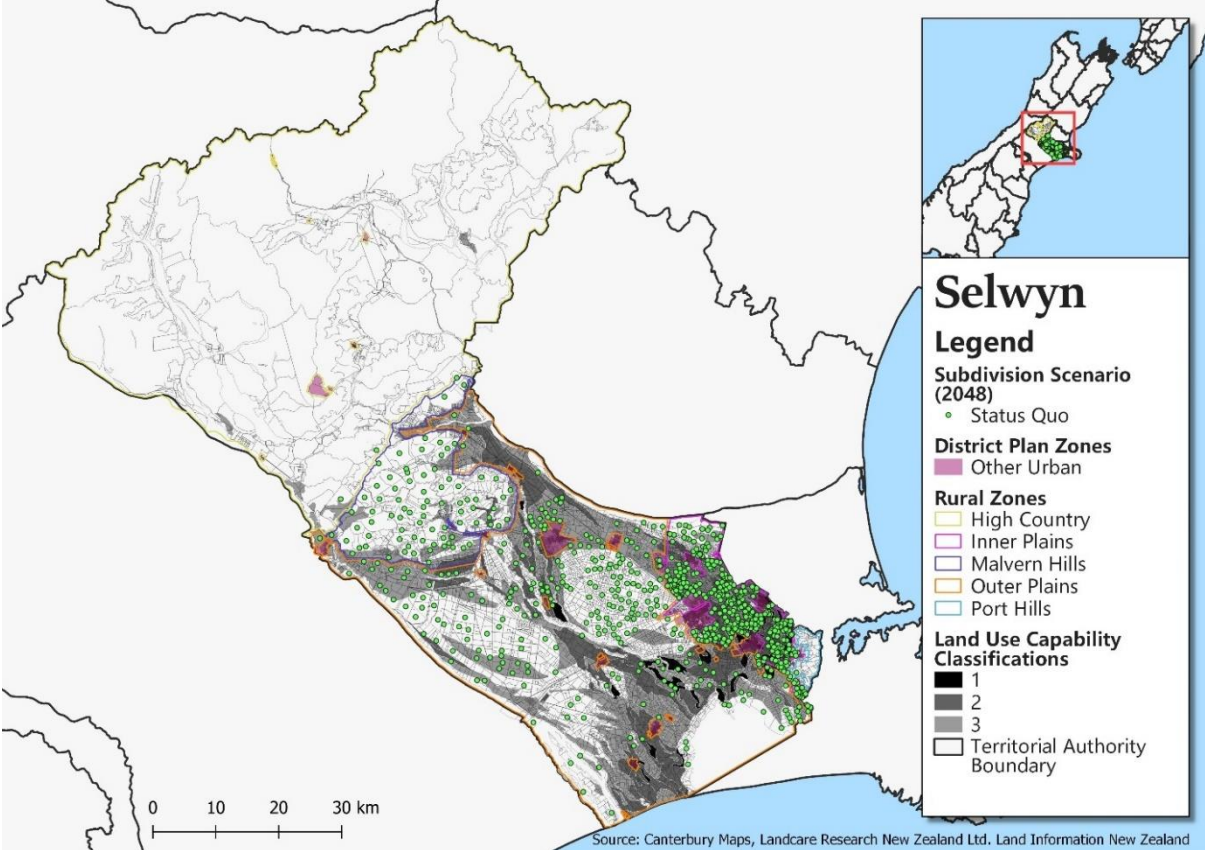 Selwyn
Legend
Subdivision Scenario
(2048)
Status Quo
District Plan Zones
Other Urban
Rural Zones
High Country
Inner Plains
Malvern Hills
Outer Plains
Port Hills
Land Use Capability
Classifications
1
2
3
Territorial Authority
Boundary
0 10 20 30 km
Source: Canterbury Maps, Landcare Research New Zealand Ltd. Land Information New Zealand